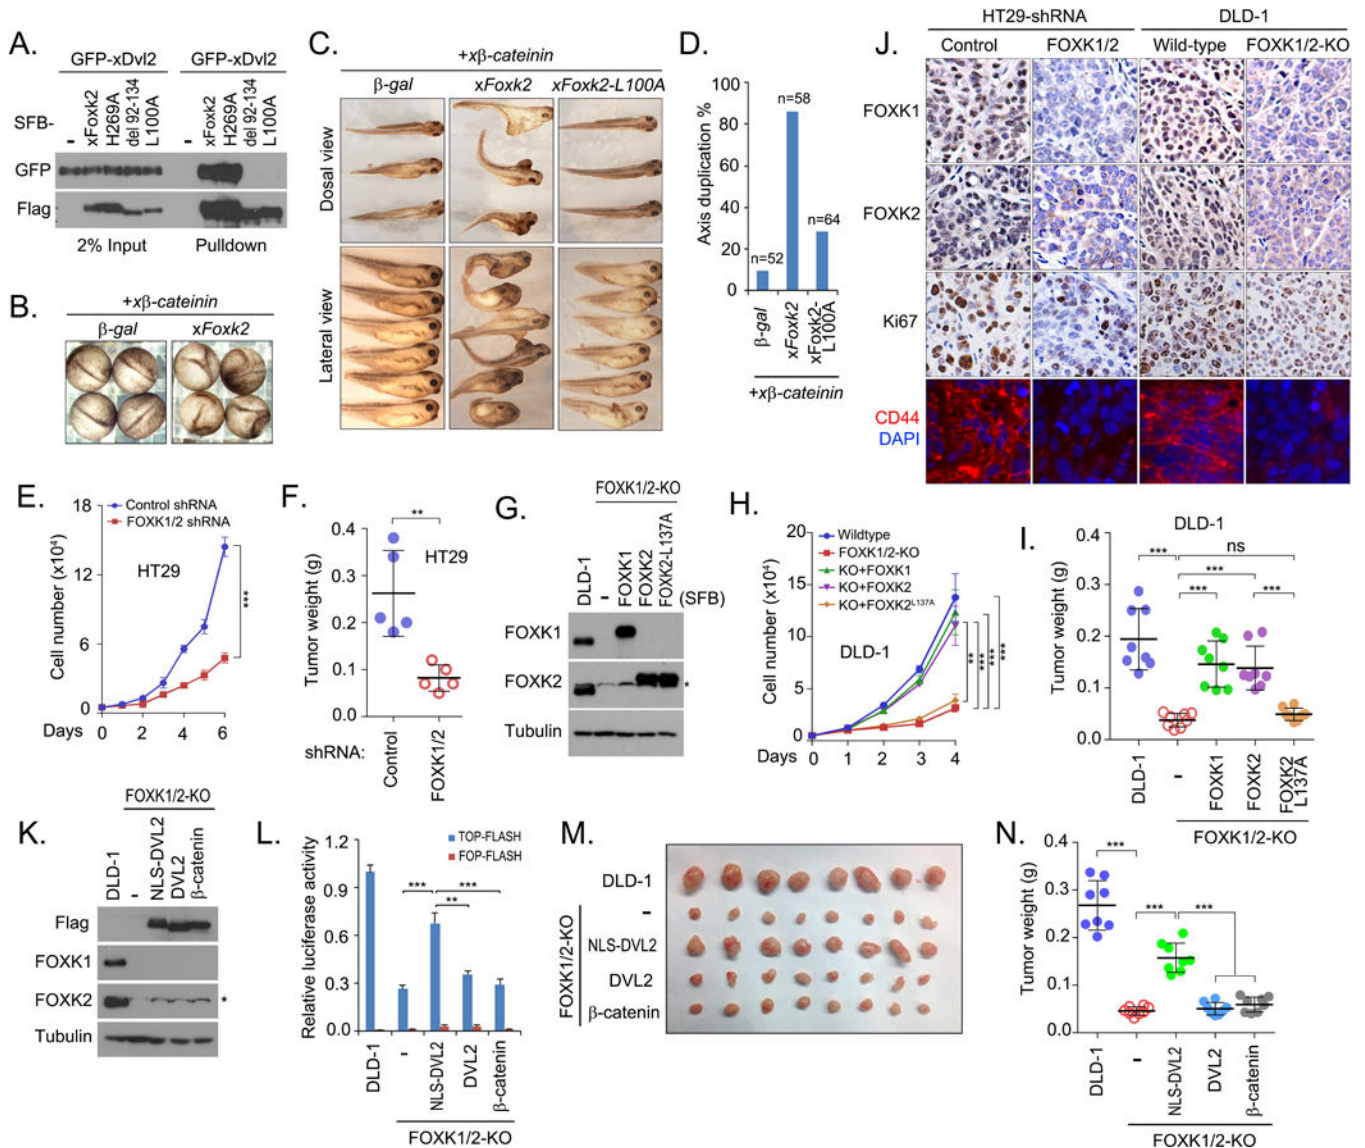 A.
GFP-xDvl2
GFP-xDvl2
SFB-
-
xFoxk2
H269A
del 92-134
L100A
-
xFoxk2
H269A
del 92-134
L100A
GFP
Flag
2% Input
Pulldown
B.
+xβ-cateinin
β-gal
xFoxk2
C.
+xβ-cateinin
β-gal
xFoxk2
xFoxk2-L100A
Dosal view
Lateral view
D.
Axis duplication %
100
80
60
40
20
0
n=52
n=58
n=64
β-gal
xFoxk2
xFoxk2-
L100A
+xβ-cateinin
J.
HT29-shRNA
DLD-1
Control
FOXK1/2
Wild-type
FOXK1/2-KO
FOXK1
FOXK2
Ki67
CD44
DAPI
E.
Control shRNA
FOXK1/2 shRNA
HT29
Cell number (x10⁴)
18
12
6
0
***
Days
0
2
4
6
F.
**
HT29
Tumor weight (g)
0.4
0.3
0.2
0.1
0.0
shRNA:
Control
FOXK1/2
G.
FOXK1/2-KO
DLD-1
-
FOXK1
FOXK2
FOXK2-L137A
(SFB)
FOXK1
FOXK2
*
Tubulin
H.
Wildtype
FOXK1/2-KO
KO+FOXK1
KO+FOXK2
KO+FOXK2L137A
DLD-1
Cell number (x10⁴)
20
15
10
5
0
**
***
***
***
Days
0
1
2
3
4
I.
DLD-1
Tumor weight (g)
0.4
0.3
0.2
0.1
0.0
***
ns
***
***
***
DLD-1
-
FOXK1
FOXK2
FOXK2
L137A
FOXK1/2-KO
K.
FOXK1/2-KO
DLD-1
-
NLS-DVL2
DVL2
β-catenin
Flag
FOXK1
FOXK2
*
Tubulin
L.
TOP-FLASH
FOP-FLASH
Relative luciferase activity
1.2
0.9
0.6
0.3
0.0
***
***
**
DLD-1
-
NLS-DVL2
DVL2
β-catenin
FOXK1/2-KO
M.
DLD-1
FOXK1/2-KO
-
NLS-DVL2
DVL2
β-catenin
N.
Tumor weight (g)
0.4
0.3
0.2
0.1
0.0
***
***
***
DLD-1
-
NLS-DVL2
DVL2
β-catenin
FOXK1/2-KO